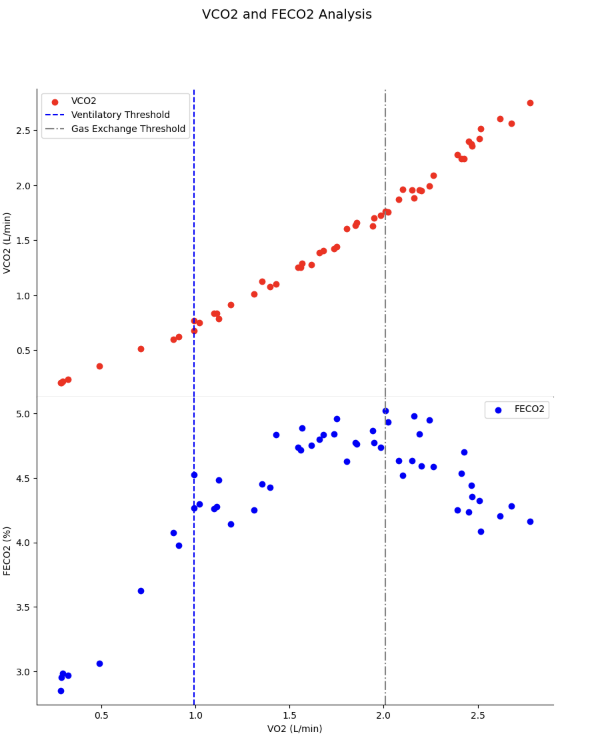 VCO2 and FECO2 Analysis
VCO2
Ventilatory Threshold
Gas Exchange Threshold
2.5
2.0
1.5
1.0
0.5
VCO2 (L/min)
FECO2
5.0
4.5
4.0
3.5
3.0
FECO2 (%)
0.5 1.0 1.5 2.0 2.5
VO2 (L/min)